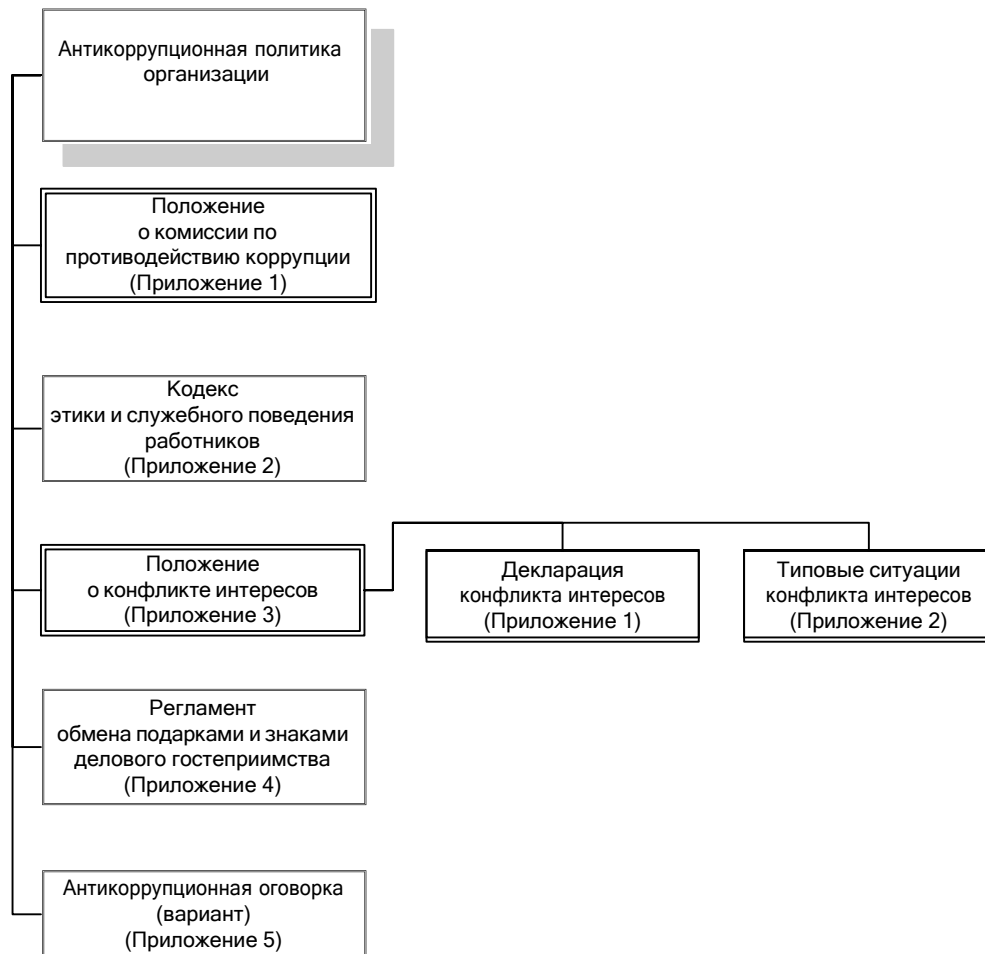 Антикоррупционная политика
организации
Положение
о комиссии по
противодействию коррупции
(Приложение 1)
Кодекс
этики и служебного поведения
работников
(Приложение 2)
Положение
о конфликте интересов
(Приложение 3)
Декларация
конфликта интересов
(Приложение 1)
Типовые ситуации
конфликта интересов
(Приложение 2)
Регламент
обмена подарками и знаками
делового гостеприимства
(Приложение 4)
Антикоррупционная оговорка
(вариант)
(Приложение 5)